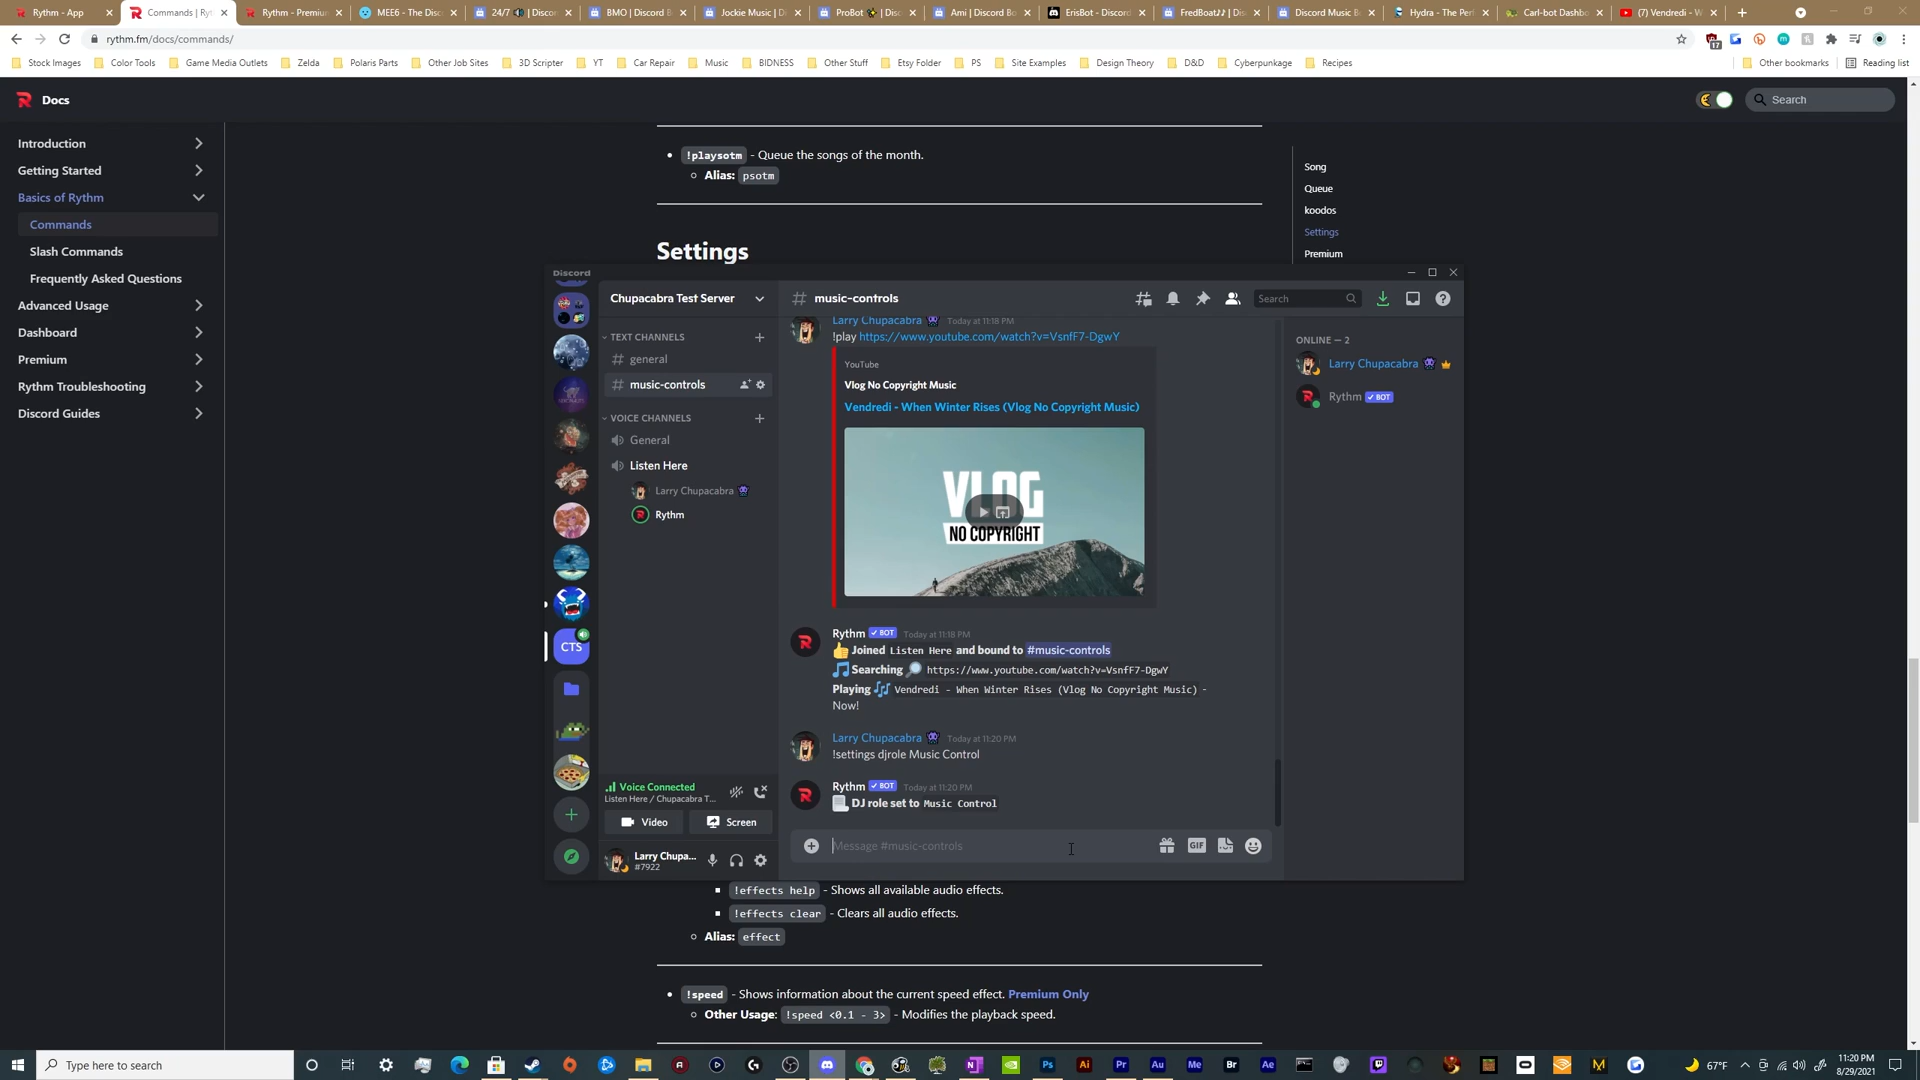 Rythm - App
Commands | Ryt
Rythm - Premium
MEE6 - The Disc
24/7 | Discor
BMO | Discord B
Jockie Music | D
ProBot | Disc
Ami | Discord Bo
ErisBot - Discord
FredBoat♪♪ | Dis
Discord Music B
Hydra - The Per
Carl-bot Dashbo
(7) Vendredi - W
rythm.fm/docs/commands/
17
Stock Images
Color Tools
Game Media Outlets
Zelda
Polaris Parts
Other Job Sites
3D Scripter
YT
Car Repair
Music
BIDNESS
Other Stuff
Etsy Folder
PS
Site Examples
Design Theory
D&D
Cyberpunkage
Recipes
Other bookmarks
Reading list
Docs
Search
Introduction
Getting Started
Basics of Rythm
Commands
Slash Commands
Frequently Asked Questions
Advanced Usage
Dashboard
Premium
Rythm Troubleshooting
Discord Guides
!playsotm - Queue the songs of the month.
Alias: psotm
Settings
Song
Queue
koodos
Settings
Premium
Discord
Chupacabra Test Server
TEXT CHANNELS
general
music-controls
VOICE CHANNELS
General
Listen Here
Larry Chupacabra
Rythm
CTS
Voice Connected
Listen Here / Chupacabra T...
Video
Screen
Larry Chupa...
#7922
# music-controls
Search
Larry Chupacabra Today at 11:18 PM
!play https://www.youtube.com/watch?v=VsnfF7-DgwY
YouTube
Vlog No Copyright Music
Vendredi - When Winter Rises (Vlog No Copyright Music)
VLOG
NO COPYRIGHT
Rythm BOT Today at 11:18 PM
Joined Listen Here and bound to #music-controls
Searching https://www.youtube.com/watch?v=VsnfF7-DgwY
Playing Vendredi - When Winter Rises (Vlog No Copyright Music) -
Now!
Larry Chupacabra Today at 11:20 PM
!settings djrole Music Control
Rythm BOT Today at 11:20 PM
DJ role set to Music Control
Message #music-controls
GIF
ONLINE — 2
Larry Chupacabra
Rythm BOT
!effects help - Shows all available audio effects.
!effects clear - Clears all audio effects.
Alias: effect
!speed - Shows information about the current speed effect. Premium Only
Other Usage: !speed <0.1 - 3> - Modifies the playback speed.
Type here to search
Ps
Ai
Pr
Au
Me
Br
Ae
67°F
11:20 PM
8/29/2021